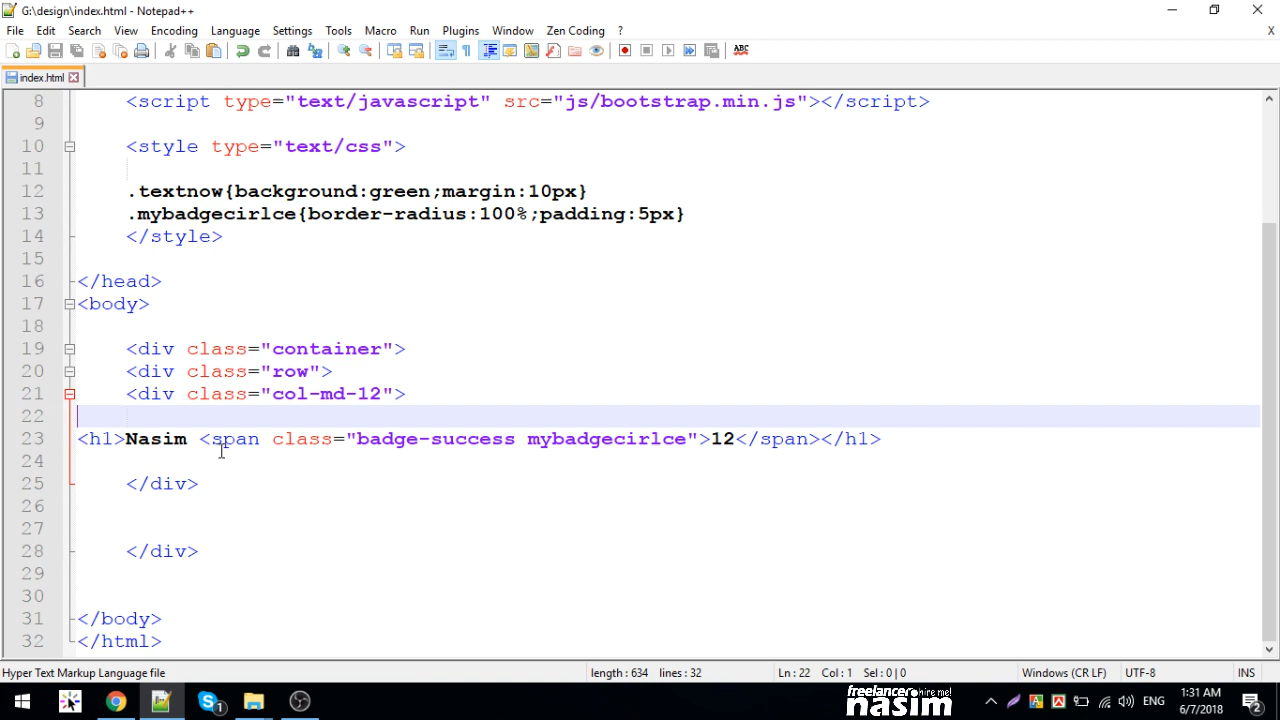 G:\design\index.html - Notepad++
File Edit Search View Encoding Language Settings Tools Macro Run Plugins Window Zen Coding ? X
ABC
index.html
8 <script type="text/javascript" src="js/bootstrap.min.js"></script>
9
10 <style type="text/css">
11
12 .textnow{background:green;margin:10px}
13 .mybadgecirlce{border-radius:100%;padding:5px}
14 </style>
15
16 </head>
17 <body>
18
19 <div class="container">
20 <div class="row">
21 <div class="col-md-12">
22
23 <h1>Nasim <span class="badge-success mybadgecirlce">12</span></h1>
24
25 </div>
26
27
28 </div>
29
30
31 </body>
32 </html>
Hyper Text Markup Language file length : 634 lines : 32 Ln : 22 Col : 1 Sel : 0 | 0 Windows (CR LF) UTF-8 INS
S 1 freelancer hire me! nasim A A ENG 1:31 AM 6/7/2018 2